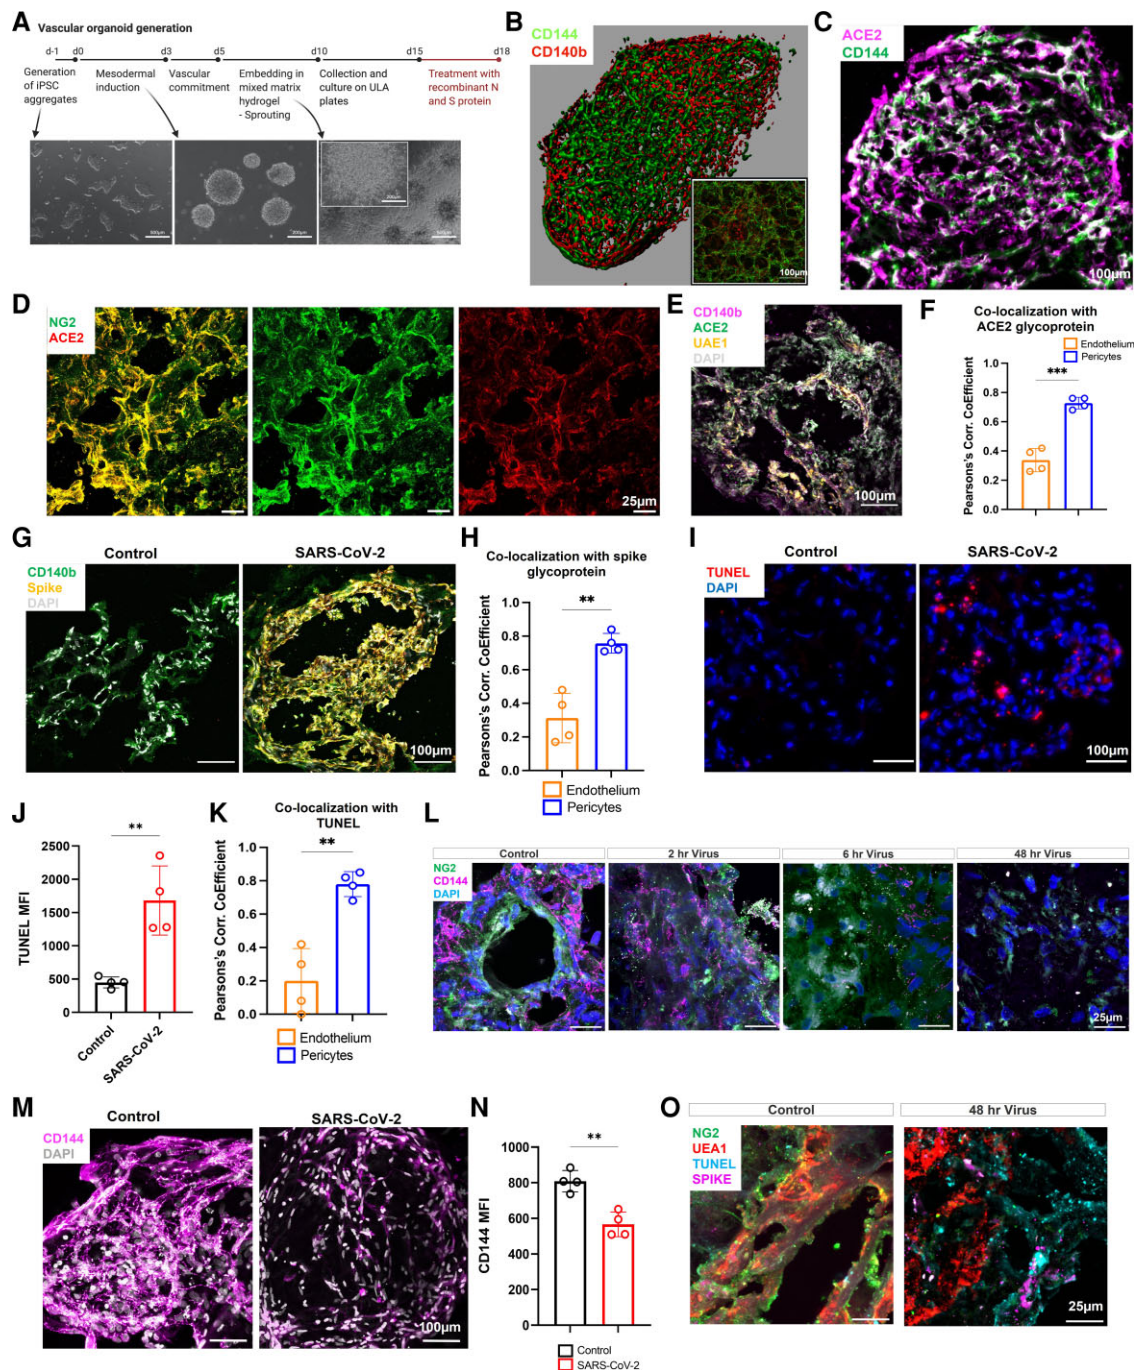 A
Vascular organoid generation
d-1
d0
d3
d5
d10
d15
d18
Generation
of iPSC
aggregates
Mesodermal
induction
Vascular
commitment
Embedding in
mixed matrix
hydrogel
- Sprouting
Collection and
culture on ULA
plates
Treatment with
recombinant N
and S protein
B
CD144
CD140b
100µm
C
ACE2
CD144
100µm
D
NG2
ACE2
25µm
E
CD140b
ACE2
UAE1
DAPI
100µm
F
Co-localization with
ACE2 glycoprotein
Endothelium
Pericytes
***
Pearsons's Corr. CoEfficient
1.0
0.8
0.6
0.4
0.2
0.0
G
Control
SARS-CoV-2
CD140b
Spike
DAPI
100µm
H
Co-localization with spike
glycoprotein
**
Pearsons's Corr. CoEfficient
1.0
0.8
0.6
0.4
0.2
0.0
Endothelium
Pericytes
I
Control
SARS-CoV-2
TUNEL
DAPI
100µm
J
**
TUNEL MFI
2500
2000
1500
1000
500
0
Control
SARS-CoV-2
K
Co-localization with
TUNEL
**
Pearsons's Corr. CoEfficient
1.0
0.8
0.6
0.4
0.2
0.0
Endothelium
Pericytes
L
Control
2 hr Virus
6 hr Virus
48 hr Virus
NG2
CD144
DAPI
25µm
M
Control
SARS-CoV-2
CD144
DAPI
100µm
N
**
CD144 MFI
1000
800
600
400
200
0
Control
SARS-CoV-2
O
Control
48 hr Virus
NG2
UEA1
TUNEL
SPIKE
25µm